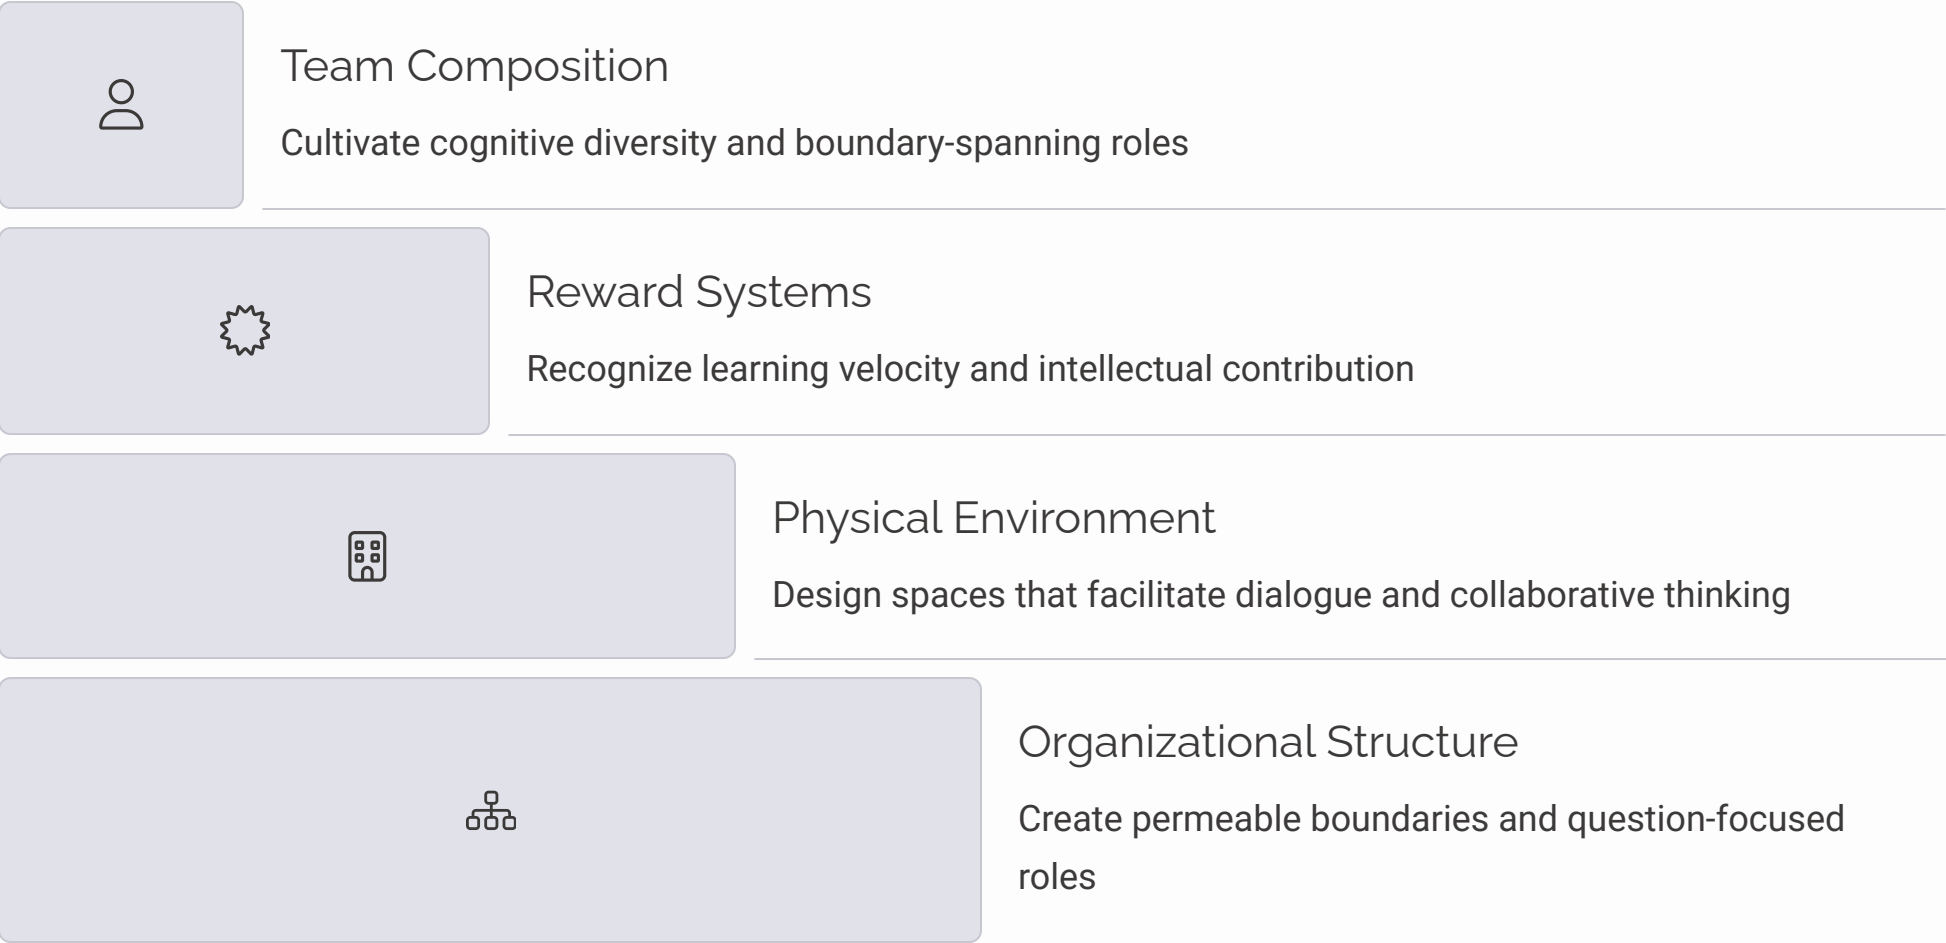 Team Composition
Cultivate cognitive diversity and boundary-spanning roles
Reward Systems
Recognize learning velocity and intellectual contribution
Physical Environment
Design spaces that facilitate dialogue and collaborative thinking
Organizational Structure
Create permeable boundaries and question-focused
roles